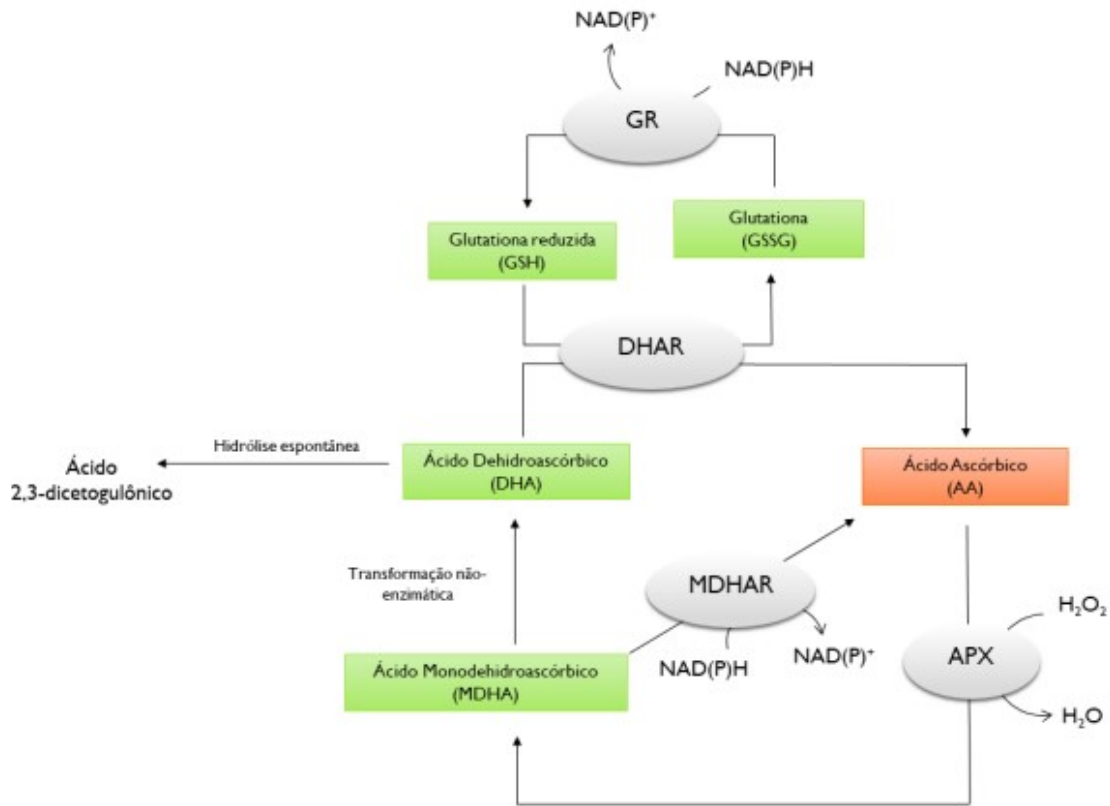 NAD(P)⁺
NAD(P)H
GR
Glutationa
(GSSG)
Glutationa reduzida
(GSH)
DHAR
Hidrólise espontânea
Ácido
2,3-dicetogulônico
Ácido Dehidroascórbico
(DHA)
Ácido Ascórbico
(AA)
Transformação não-
enzimática
MDHAR
NAD(P)H
NAD(P)⁺
H₂O₂
APX
H₂O
Ácido Monodehidroascórbico
(MDHA)